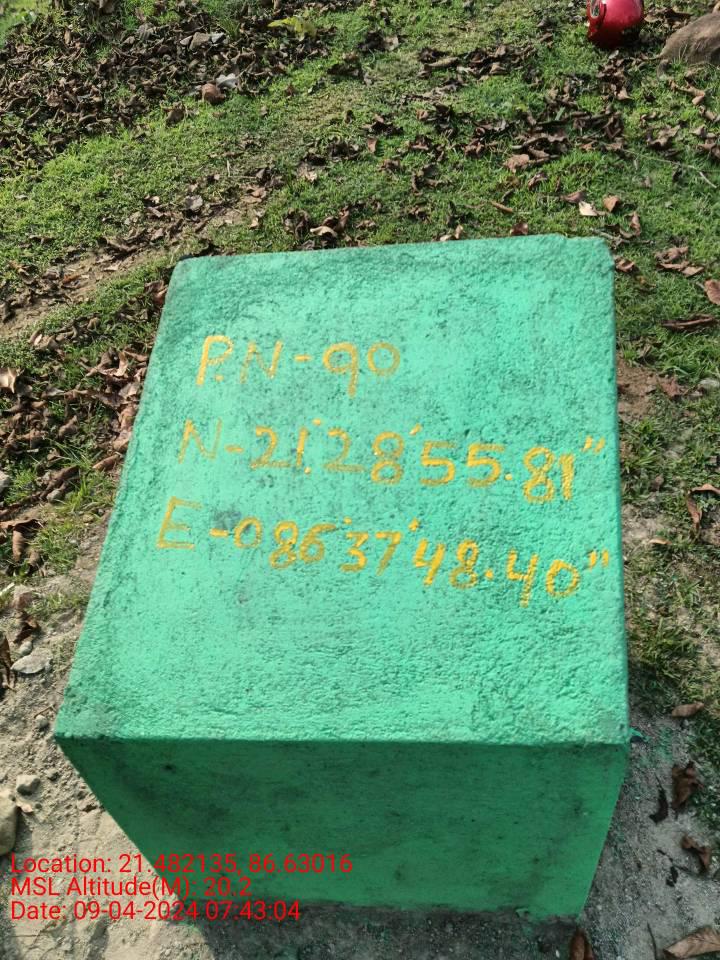 P.N-90
N-21°28'55.81"
E-086°37'48.40"
Location: 21.482135, 86.63016
MSL Altitude(M): 20.2
Date: 09-04-2024 07:43:04